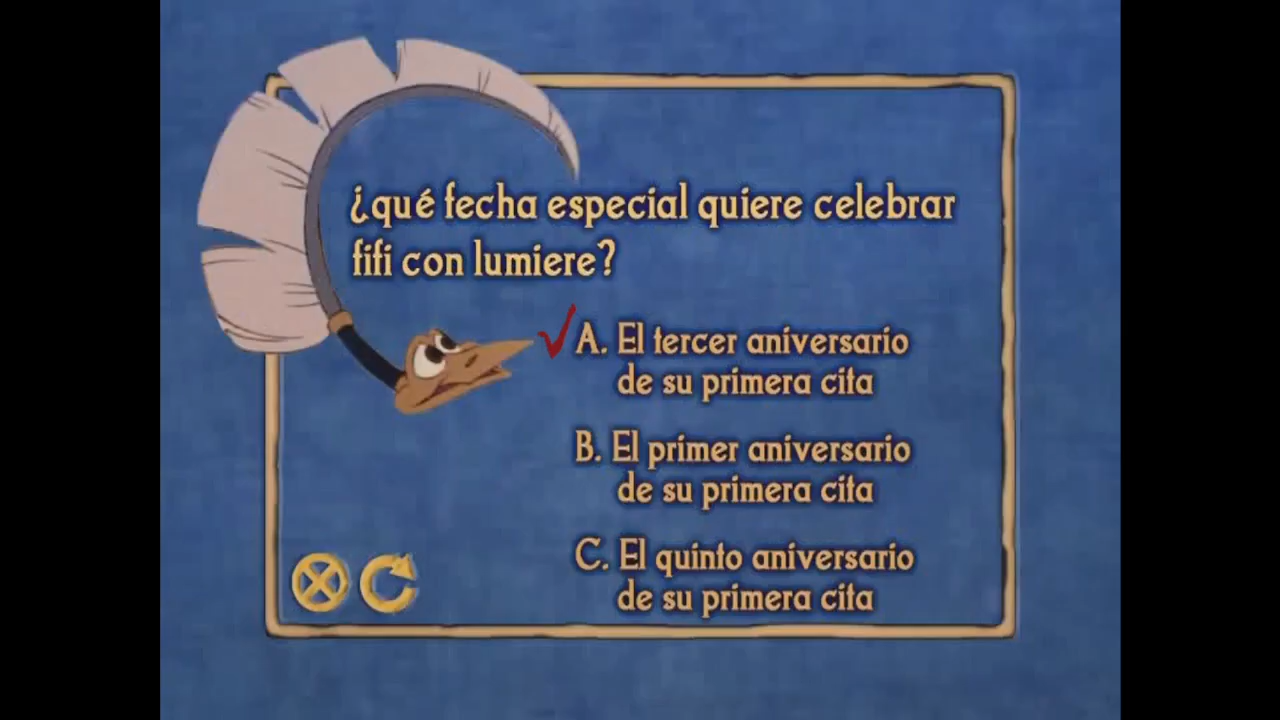 ¿qué fecha especial quiere celebrar
fifi con lumiere?
A. El tercer aniversario
de su primera cita
B. El primer aniversario
de su primera cita
C. El quinto aniversario
de su primera cita